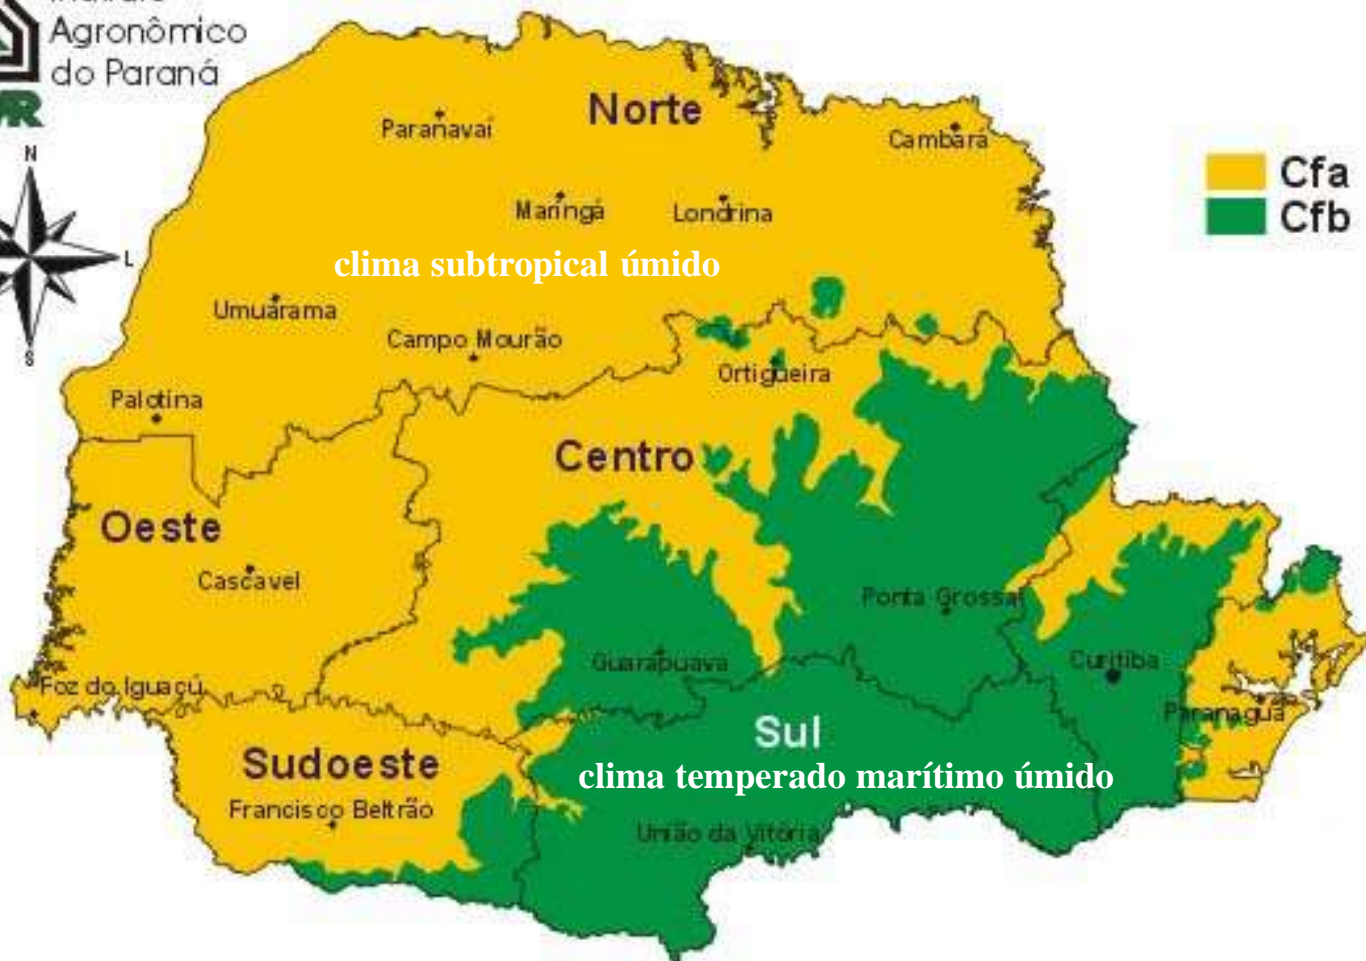 Agronômico
do Paraná
PR
N
L
S
Norte
Paranavaí
Cambará
Cfa
Cfb
Maringá
Londrina
clima subtropical úmido
Umuarama
Campo Mourão
Ortigueira
Palotina
Centro
Oeste
Cascavel
Ponta Grossa
Guarapuava
Curitiba
Foz do Iguaçú
Paranaguá
Sul
Sudoeste
clima temperado marítimo úmido
Francisco Beltrão
União da Vitória